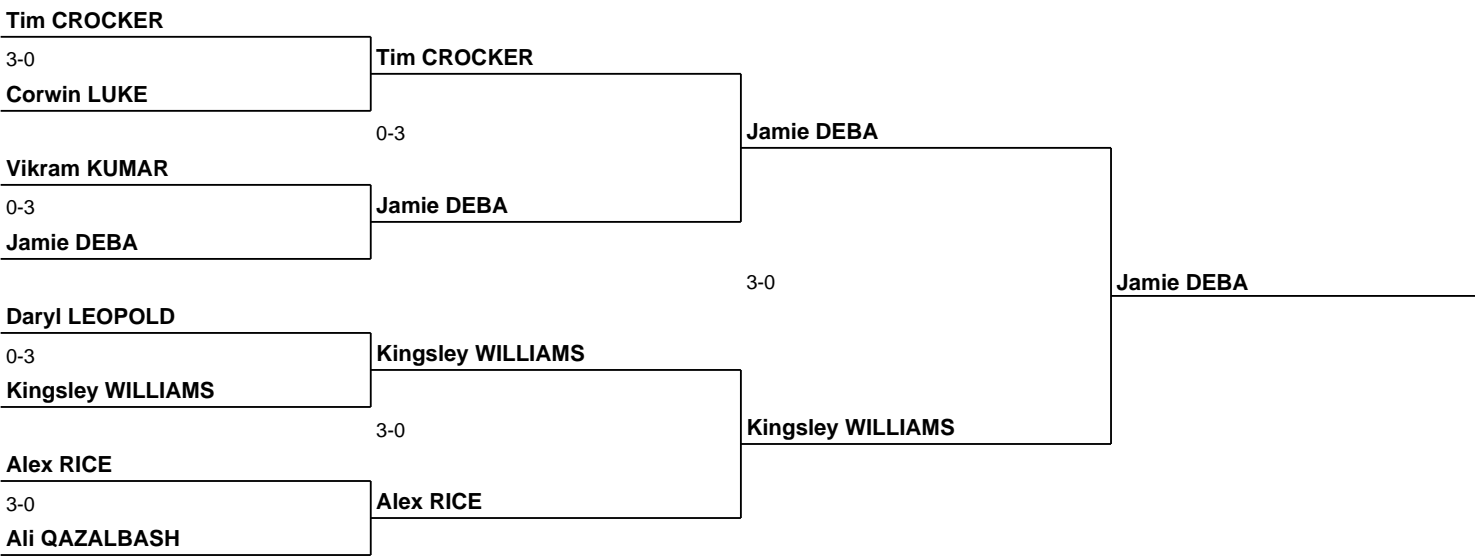 Tim CROCKER
3-0
Tim CROCKER
Corwin LUKE
0-3
Jamie DEBA
Vikram KUMAR
0-3
Jamie DEBA
Jamie DEBA
3-0
Jamie DEBA
Daryl LEOPOLD
0-3
Kingsley WILLIAMS
Kingsley WILLIAMS
3-0
Kingsley WILLIAMS
Alex RICE
3-0
Alex RICE
Ali QAZALBASH